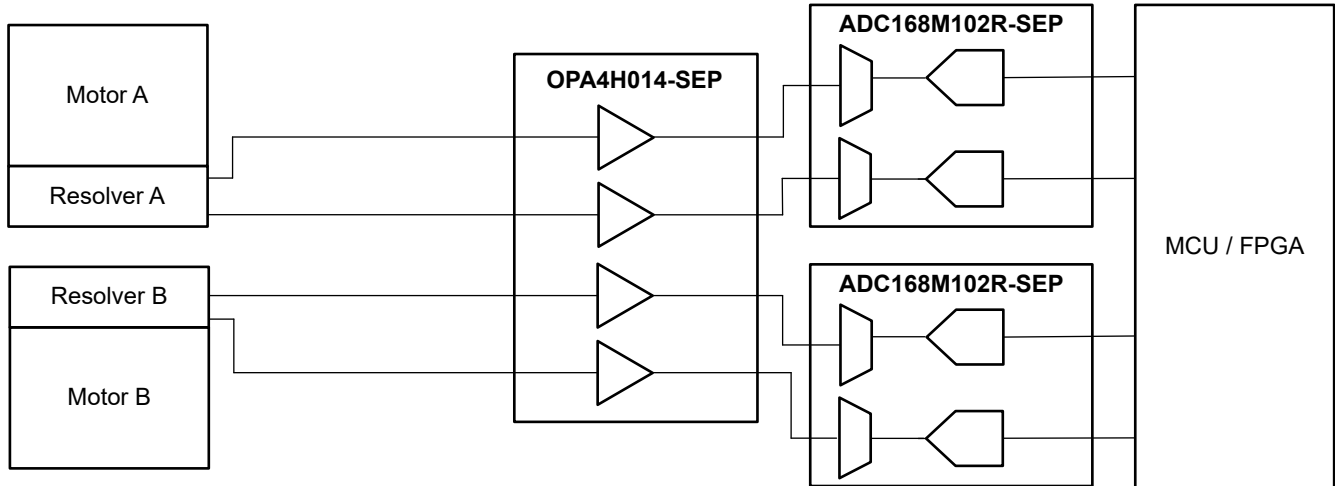 Motor A
Resolver A
Resolver B
Motor B
OPA4H014-SEP
ADC168M102R-SEP
ADC168M102R-SEP
MCU / FPGA